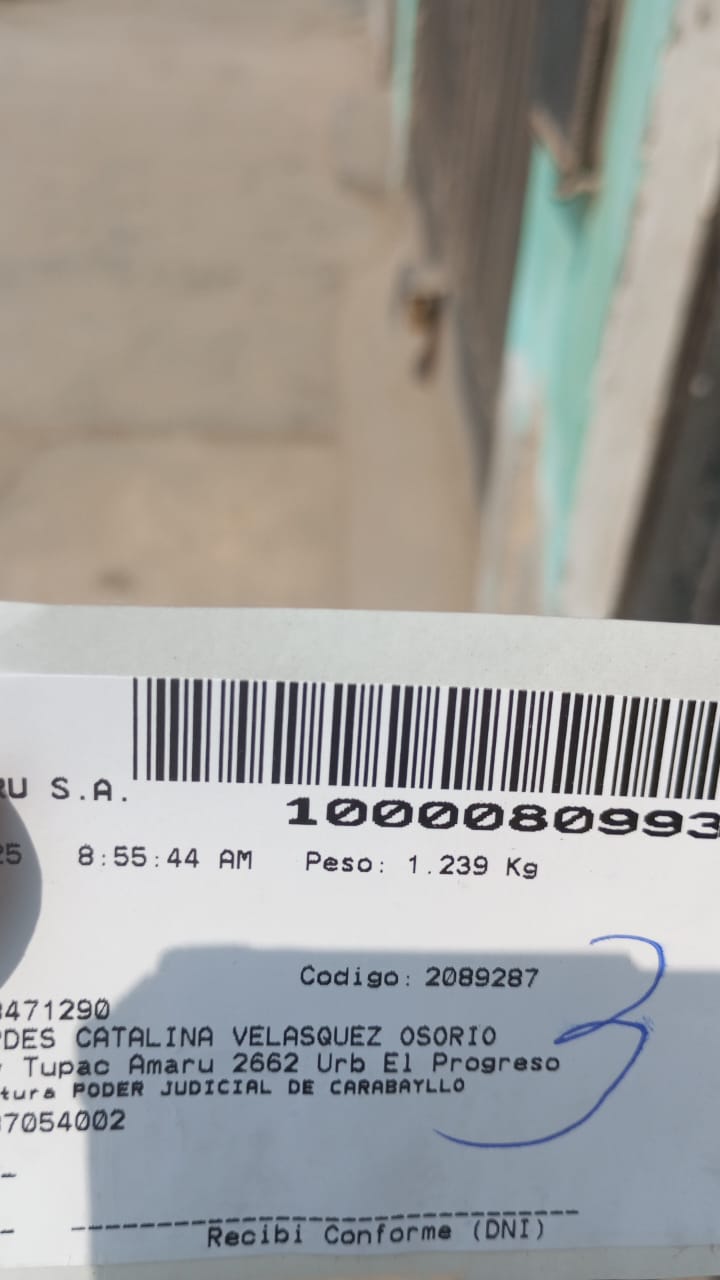 RU S.A.
1000080993
25 8:55:44 AM Peso: 1.239 Kg
Codigo: 2089287
3
471290
DES CATALINA VELASQUEZ OSORIO
Tupac Amaru 2662 Urb El Progreso
tura PODER JUDICIAL DE CARABAYLLO
7054002
Recibi Conforme (DNI)